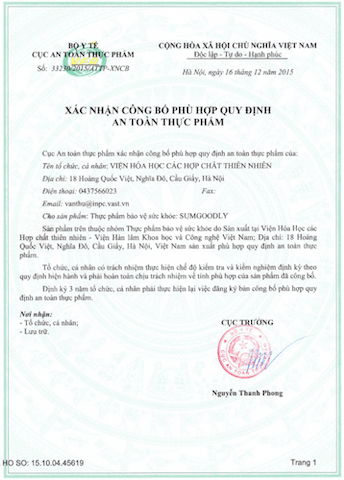 BỘ Y TẾ
CỤC AN TOÀN THỰC PHẨM
Số: 33230/2015/ATTP-XNCB
CỘNG HÒA XÃ HỘI CHỦ NGHĨA VIỆT NAM
Độc lập - Tự do - Hạnh phúc
Hà Nội, ngày 16 tháng 12 năm 2015
XÁC NHẬN CÔNG BỐ PHÙ HỢP QUY ĐỊNH
AN TOÀN THỰC PHẨM
Cục An toàn thực phẩm xác nhận công bố phù hợp quy định an toàn thực phẩm của:
Tên tổ chức, cá nhân: VIỆN HÓA HỌC CÁC HỢP CHẤT THIÊN NHIÊN
Địa chỉ: 18 Hoàng Quốc Việt, Nghĩa Đô, Cầu Giấy, Hà Nội
Điện thoại: 0437566023 Fax:
Email: vanthu@inpc.vast.vn
Cho sản phẩm: Thực phẩm bảo vệ sức khỏe: SUMGOODLY
Sản phẩm trên thuộc nhóm Thực phẩm bảo vệ sức khỏe do Sản xuất tại Viện Hóa Học các
Hợp chất thiên nhiên - Viện Hàn lâm Khoa học và Công nghệ Việt Nam; Địa chỉ: 18 Hoàng
Quốc Việt, Nghĩa Đô, Cầu Giấy, Hà Nội, Việt Nam sản xuất phù hợp quy định an toàn thực
phẩm.
Tổ chức, cá nhân có trách nhiệm thực hiện chế độ kiểm tra và kiểm nghiệm định kỳ theo
quy định hiện hành và phải hoàn toàn chịu trách nhiệm về tính phù hợp của sản phẩm đã công bố.
Định kỳ 3 năm tổ chức, cá nhân phải thực hiện lại việc đăng ký bản công bố phù hợp quy
định an toàn thực phẩm.
Nơi nhận:
- Tổ chức, cá nhân;
- Lưu trữ.
CỤC TRƯỞNG
Nguyễn Thanh Phong
HO SO: 15.10.04.45619
Trang 1